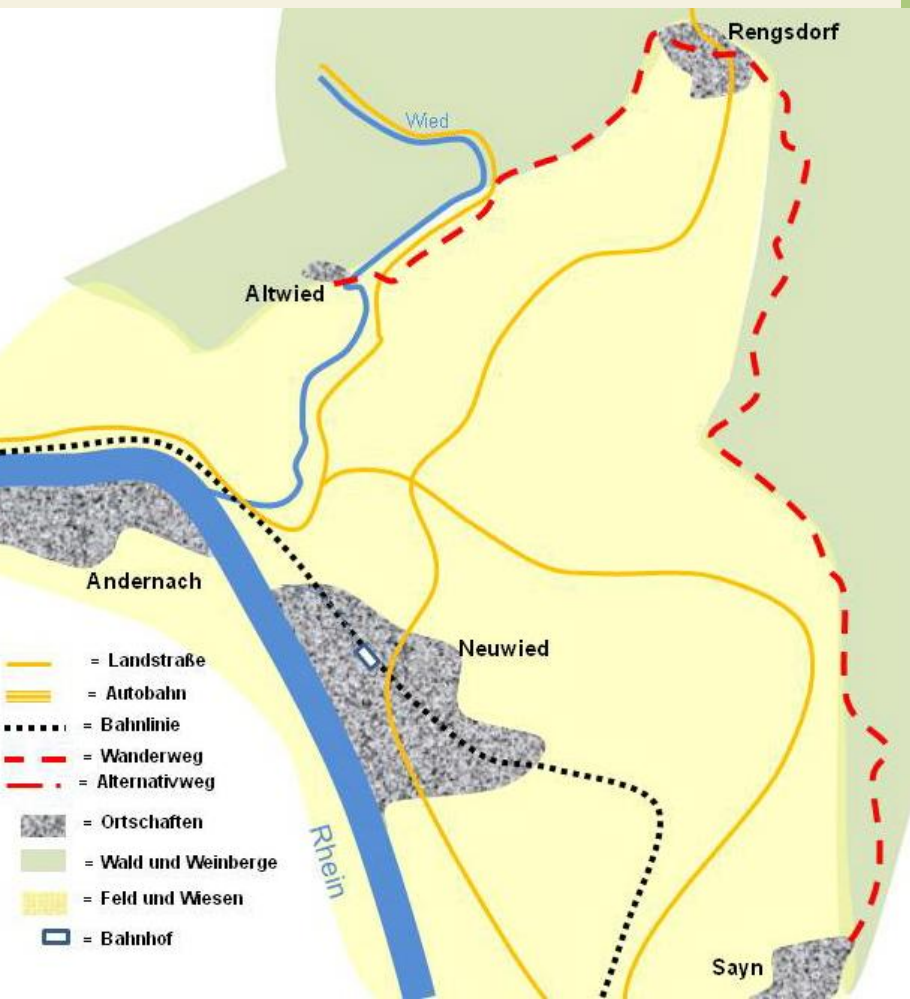 Rengsdorf
Wied
Altwied
Andernach
Neuwied
= Landstraße
= Autobahn
= Bahnlinie
= Wanderweg
= Alternativweg
= Ortschaften
= Wald und Weinberge
= Feld und Wiesen
= Bahnhof
Rhein
Sayn